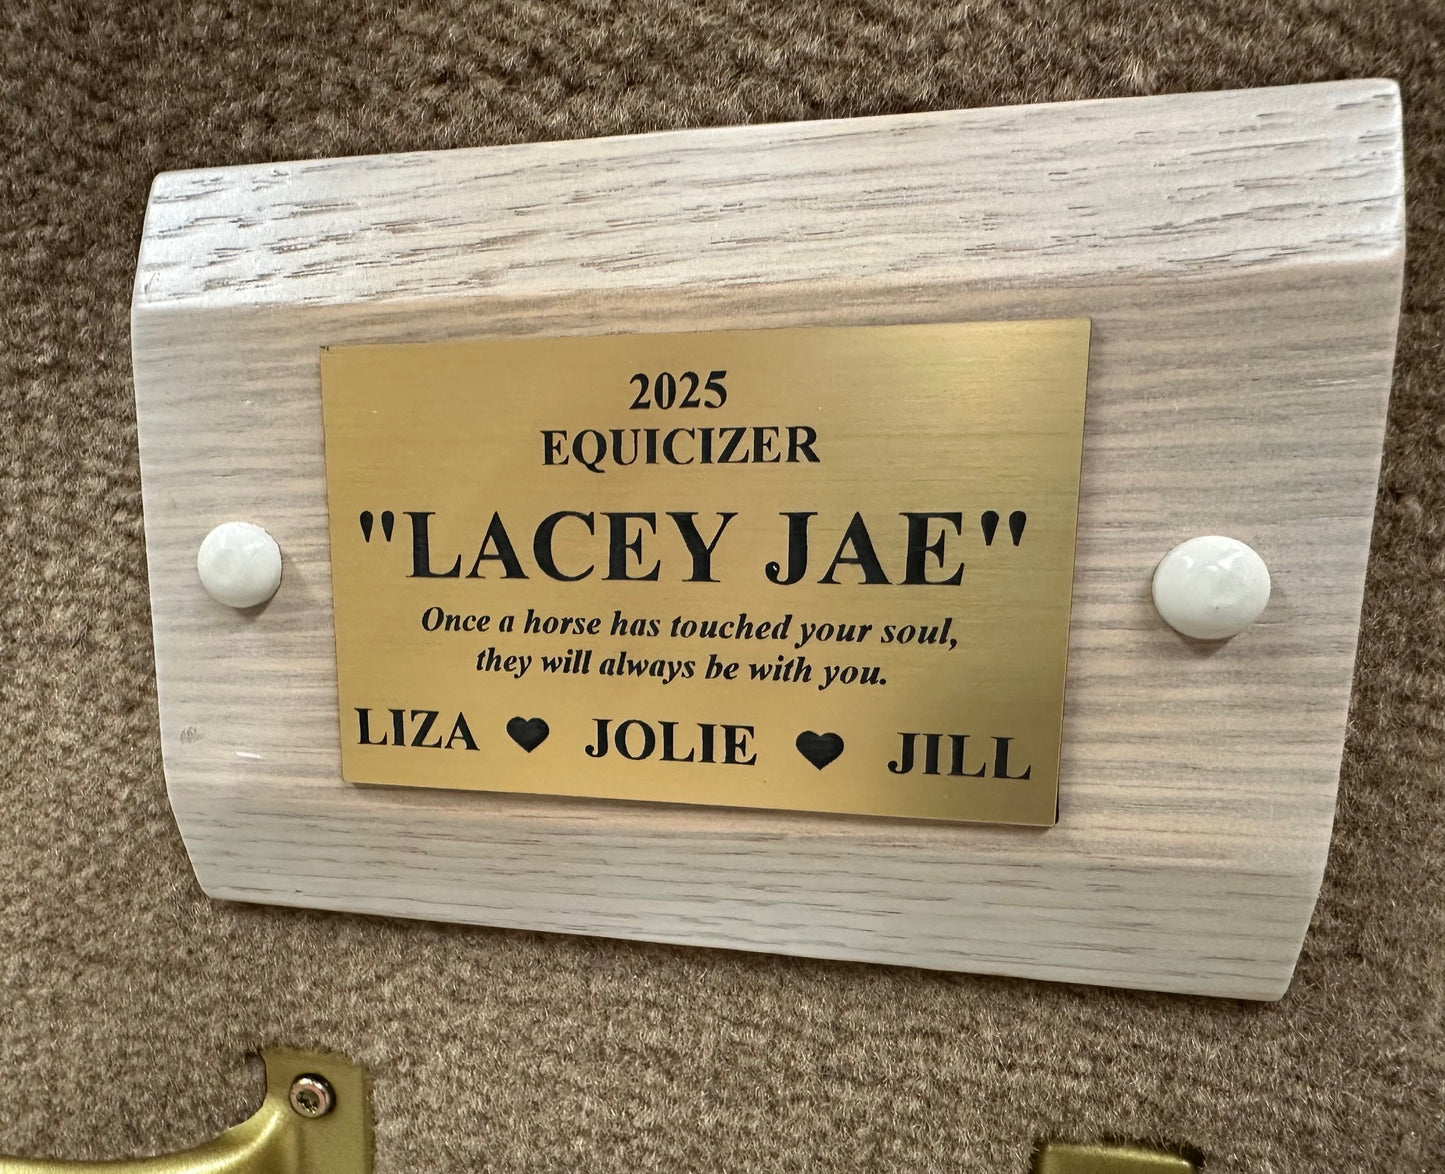 2025
EQUICIZER
"LACEY JAE"
Once a horse has touched your soul,
they will always be with you.
LIZA ♥ JOLIE ♥ JILL